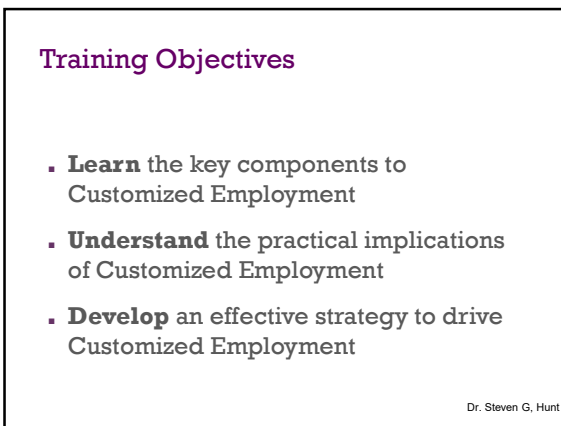 Training Objectives
▪ Learn the key components to
Customized Employment
▪ Understand the practical implications
of Customized Employment
▪ Develop an effective strategy to drive
Customized Employment
Dr. Steven G, Hunt